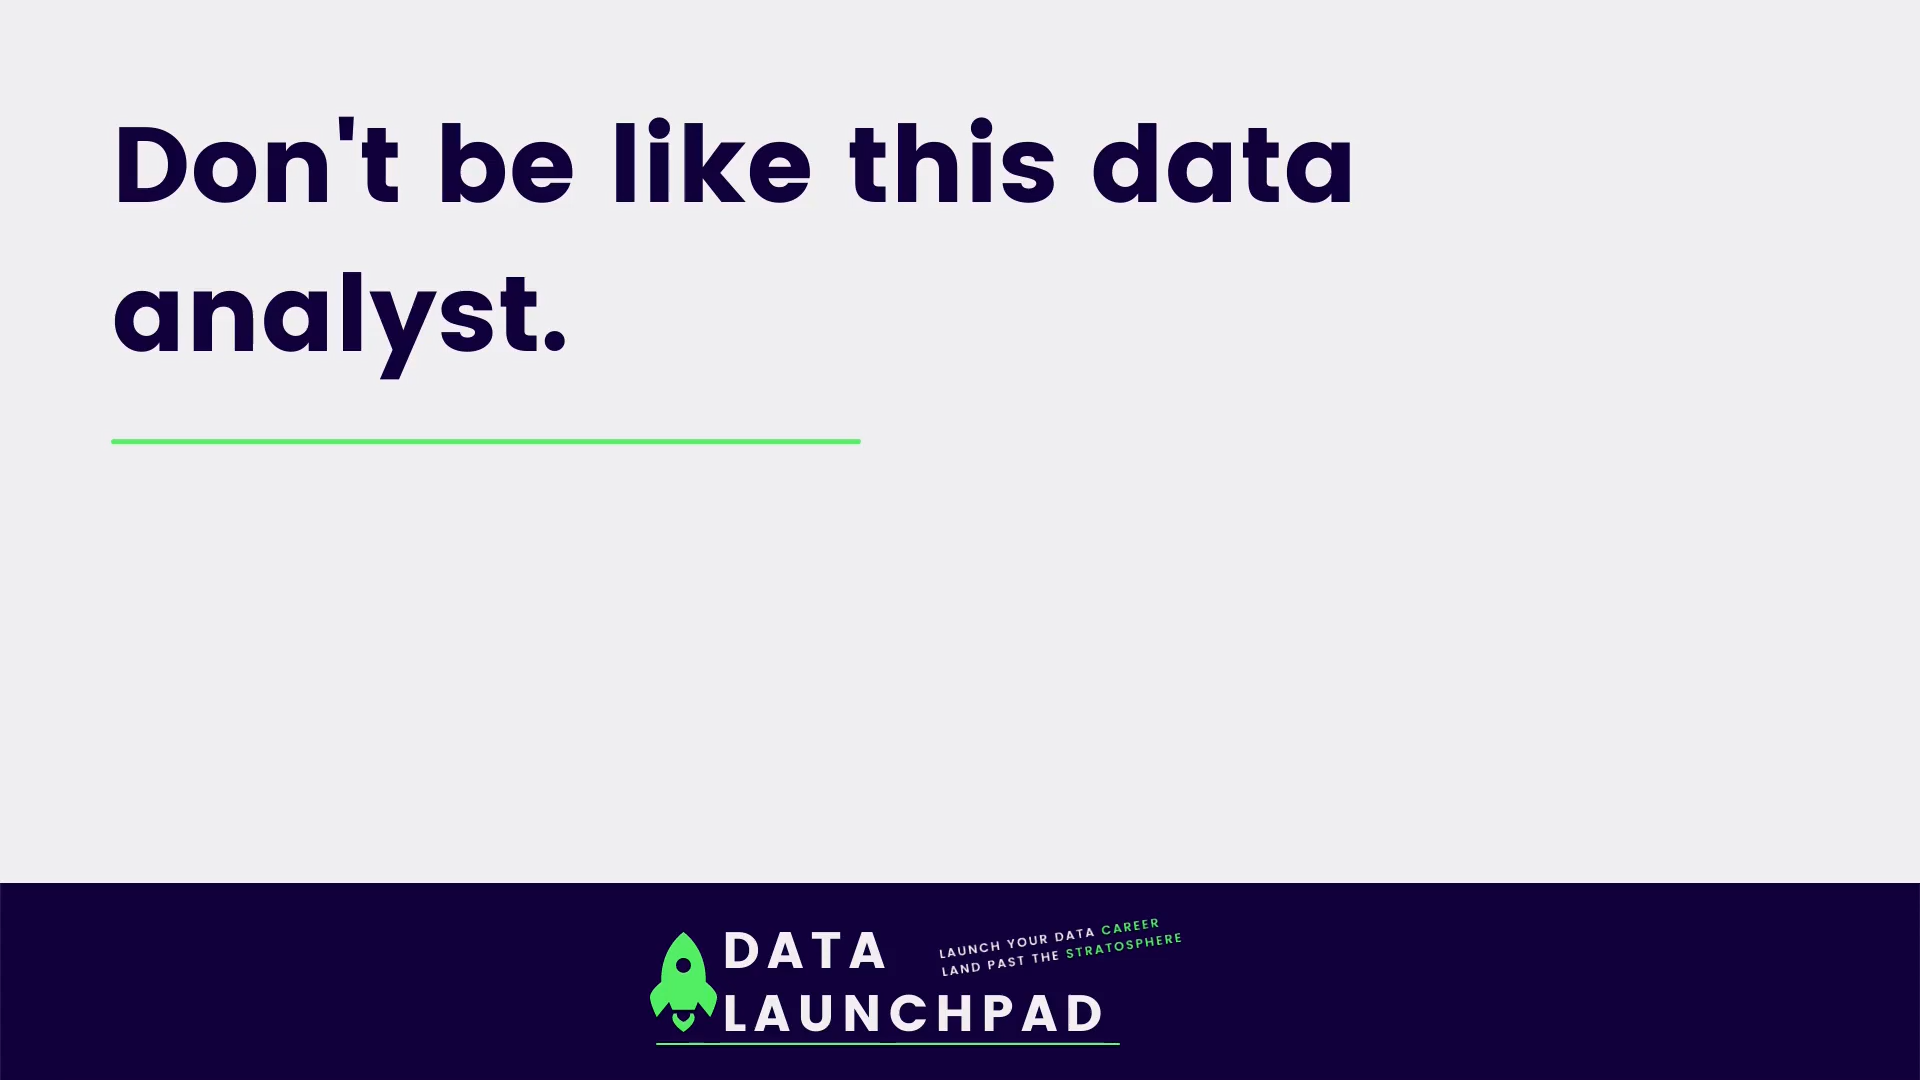 Don't be like this data
analyst.
DATA
LAUNCHPAD
LAUNCH YOUR DATA CAREER
LAND PAST THE STRATOSPHERE